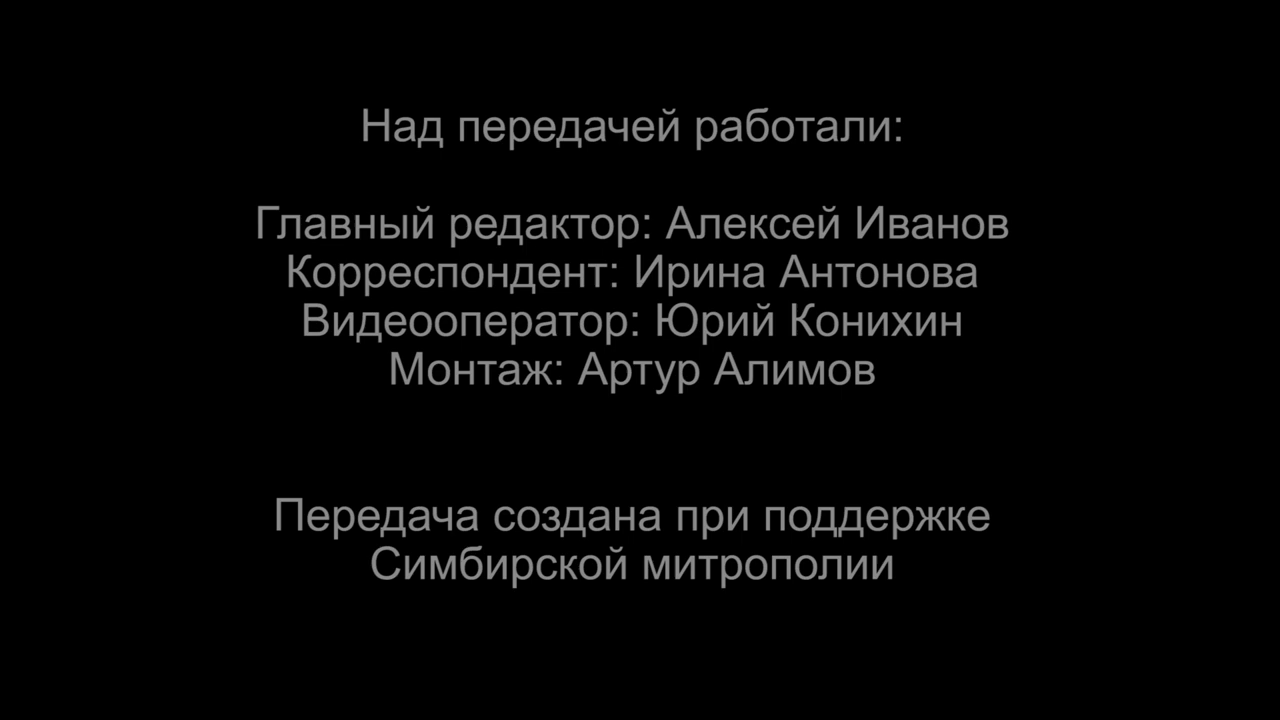 Над передачей работали:
Главный редактор: Алексей Иванов
Корреспондент: Ирина Антонова
Видеооператор: Юрий Конихин
Монтаж: Артур Алимов
Передача создана при поддержке
Симбирской митрополии